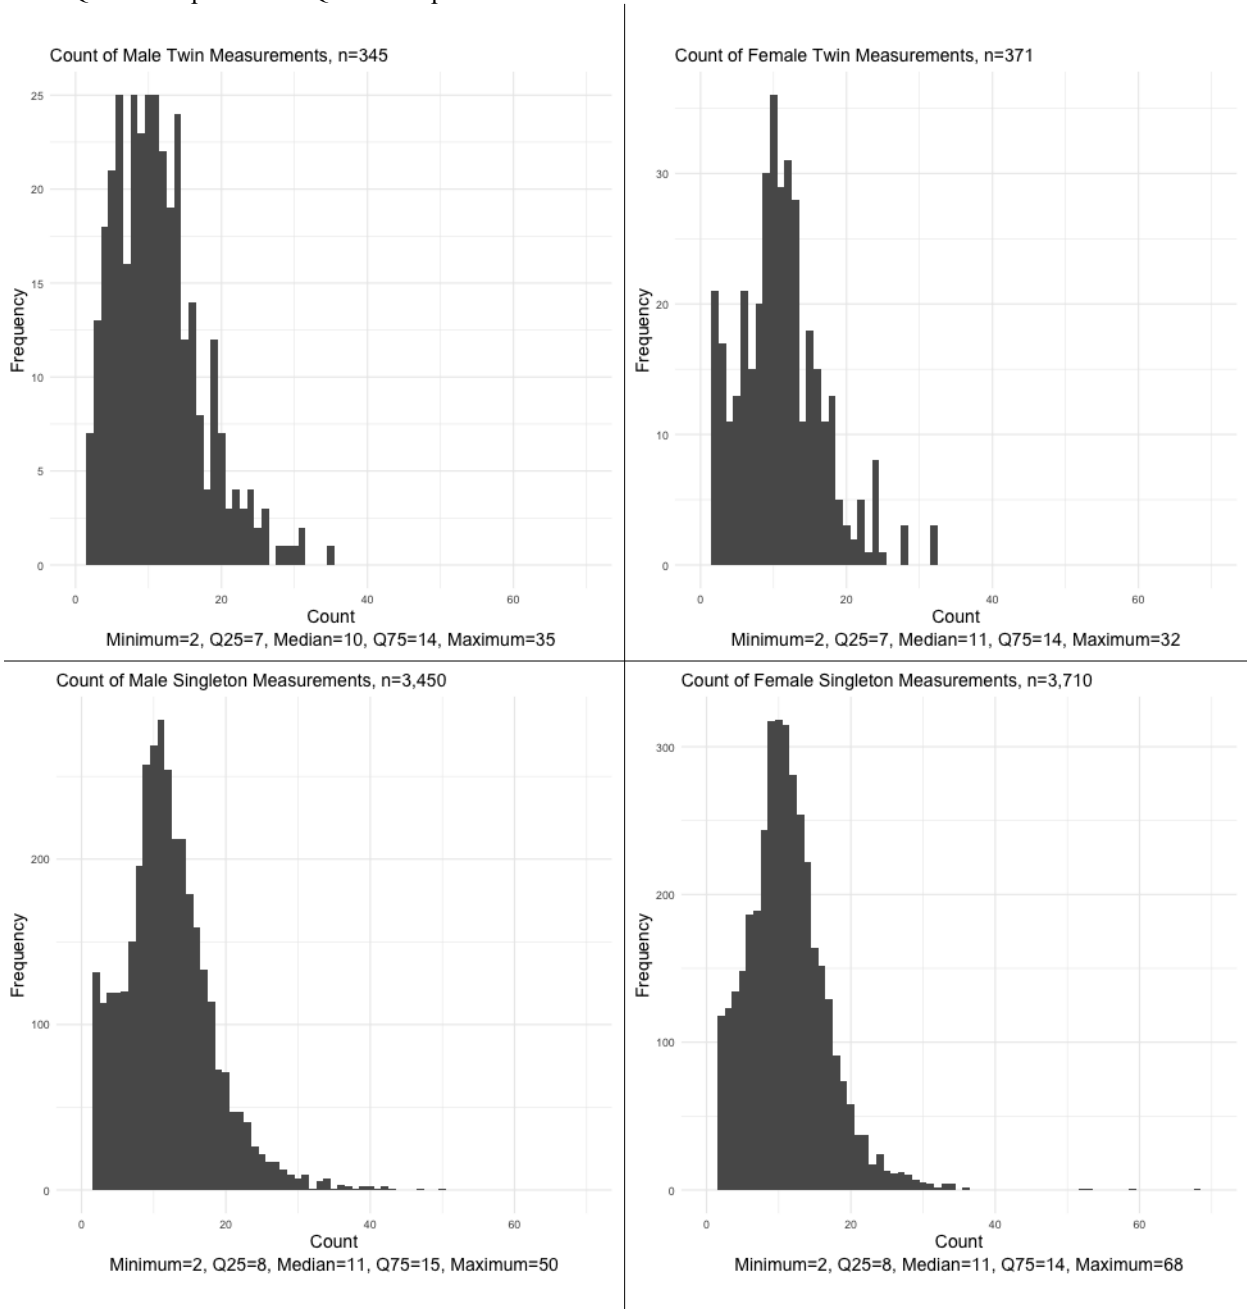 Count of Male Twin Measurements, n=345
25
20
15
10
5
0
Frequency
0 20 40 60
Count
Minimum=2, Q25=7, Median=10, Q75=14, Maximum=35
Count of Female Twin Measurements, n=371
30
20
10
0
Frequency
0 20 40 60
Count
Minimum=2, Q25=7, Median=11, Q75=14, Maximum=32
Count of Male Singleton Measurements, n=3,450
200
100
0
Frequency
0 20 40 60
Count
Minimum=2, Q25=8, Median=11, Q75=15, Maximum=50
Count of Female Singleton Measurements, n=3,710
300
200
100
0
Frequency
0 20 40 60
Count
Minimum=2, Q25=8, Median=11, Q75=14, Maximum=68